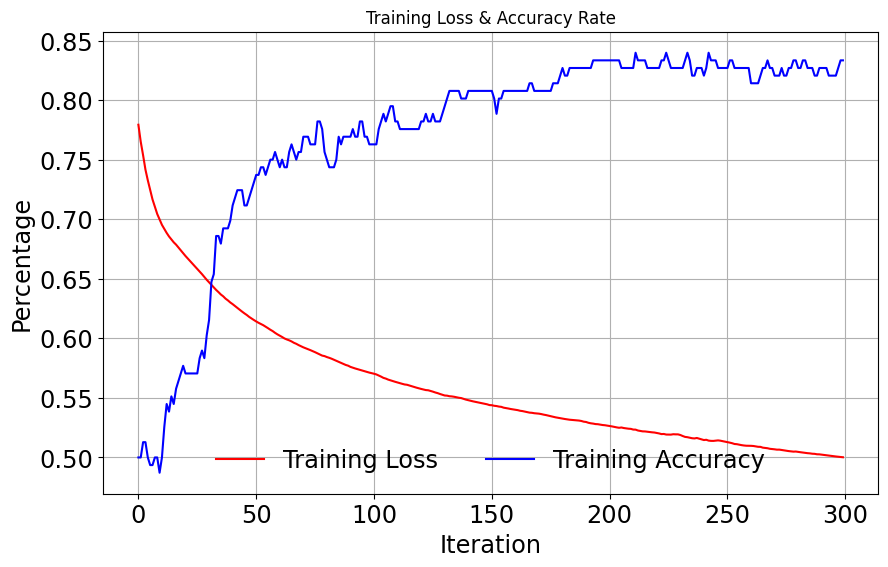 Training Loss & Accuracy Rate
0.85
0.80
0.75
0.70
0.65
0.60
0.55
0.50
Percentage
Training Loss
Training Accuracy
0 50 100 150 200 250 300
Iteration